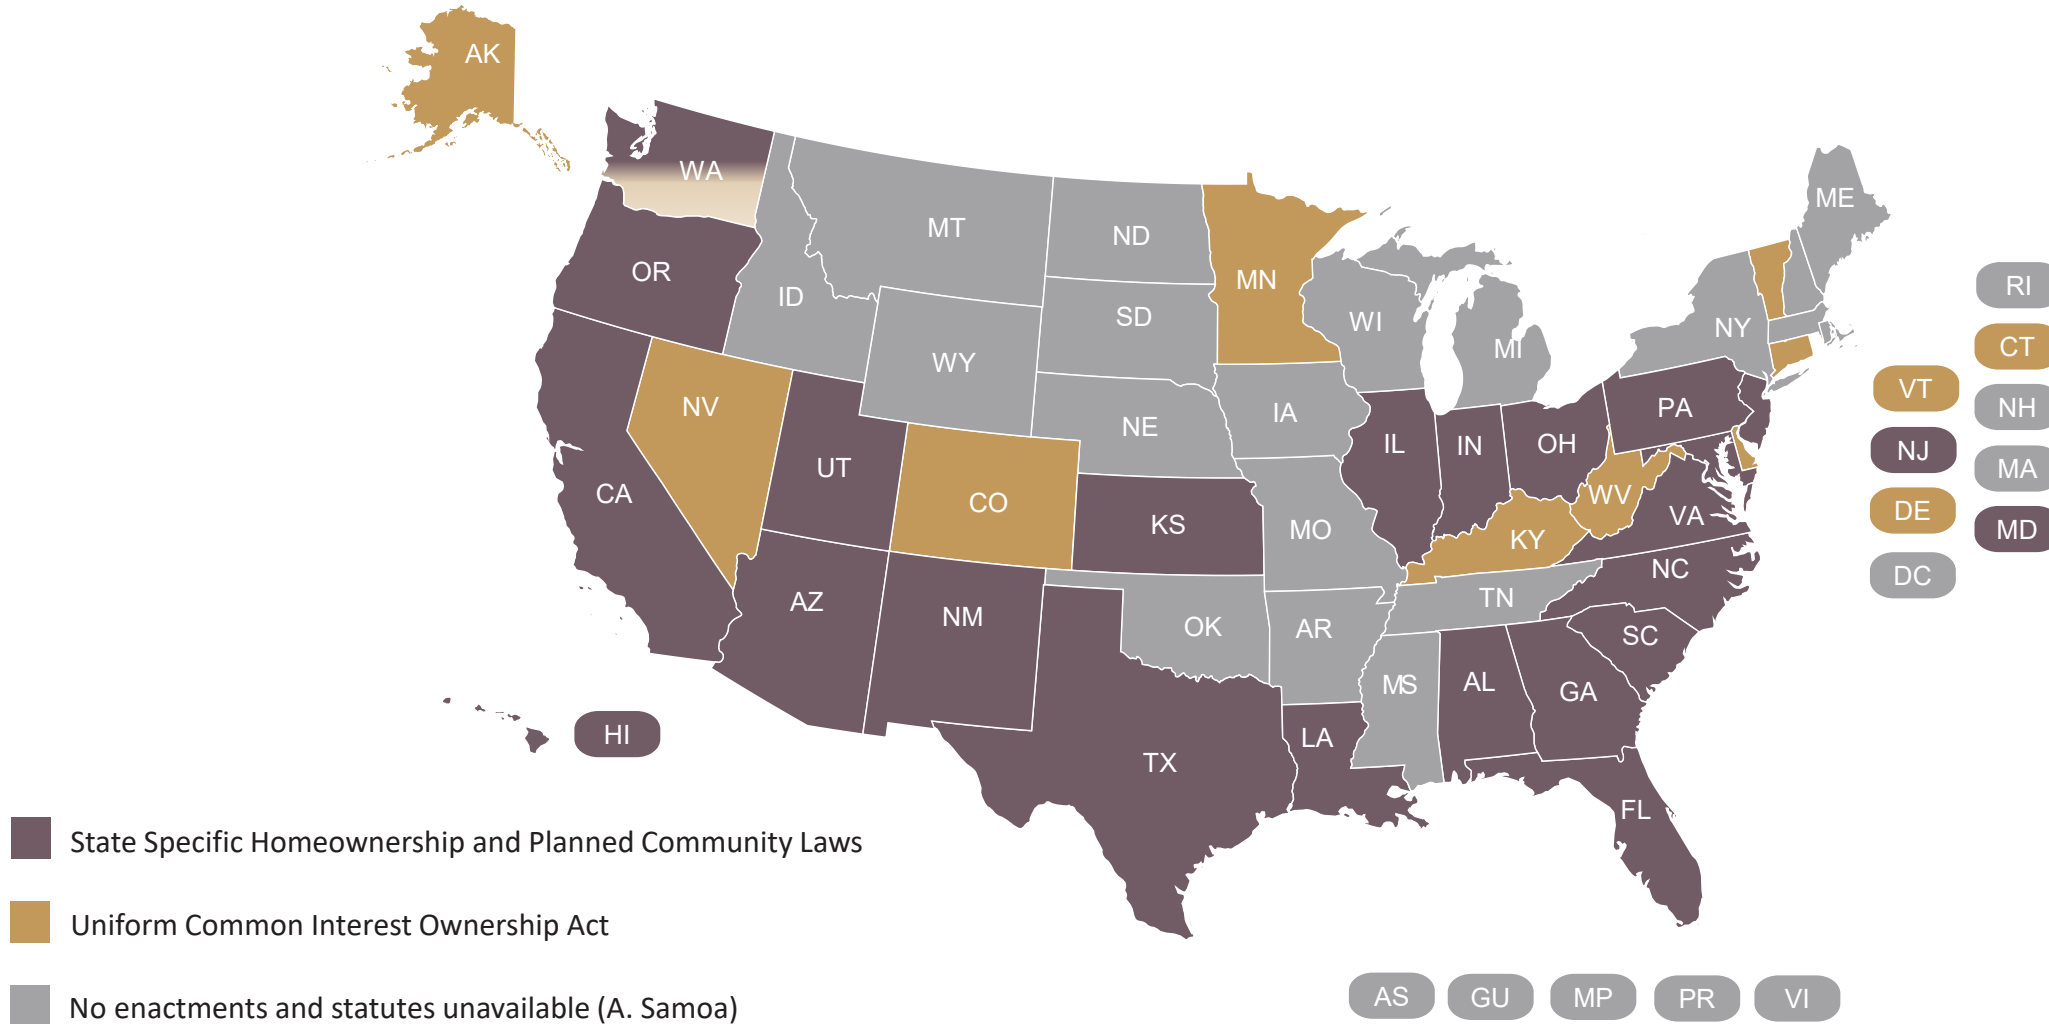 AK
WA
ME
MT
ND
OR
MN
RI
ID
SD
WI
NY
CT
MI
WY
VT
NV
NH
PA
IA
NE
IL
IN
OH
NJ
UT
MA
CA
WV
CO
DE
VA
KS
MO
MD
KY
NC
DC
AZ
TN
NM
OK
AR
SC
MS
AL
GA
HI
LA
TX
FL
State Specific Homeownership and Planned Community Laws
Uniform Common Interest Ownership Act
No enactments and statutes unavailable (A. Samoa)
AS
GU
MP
PR
VI